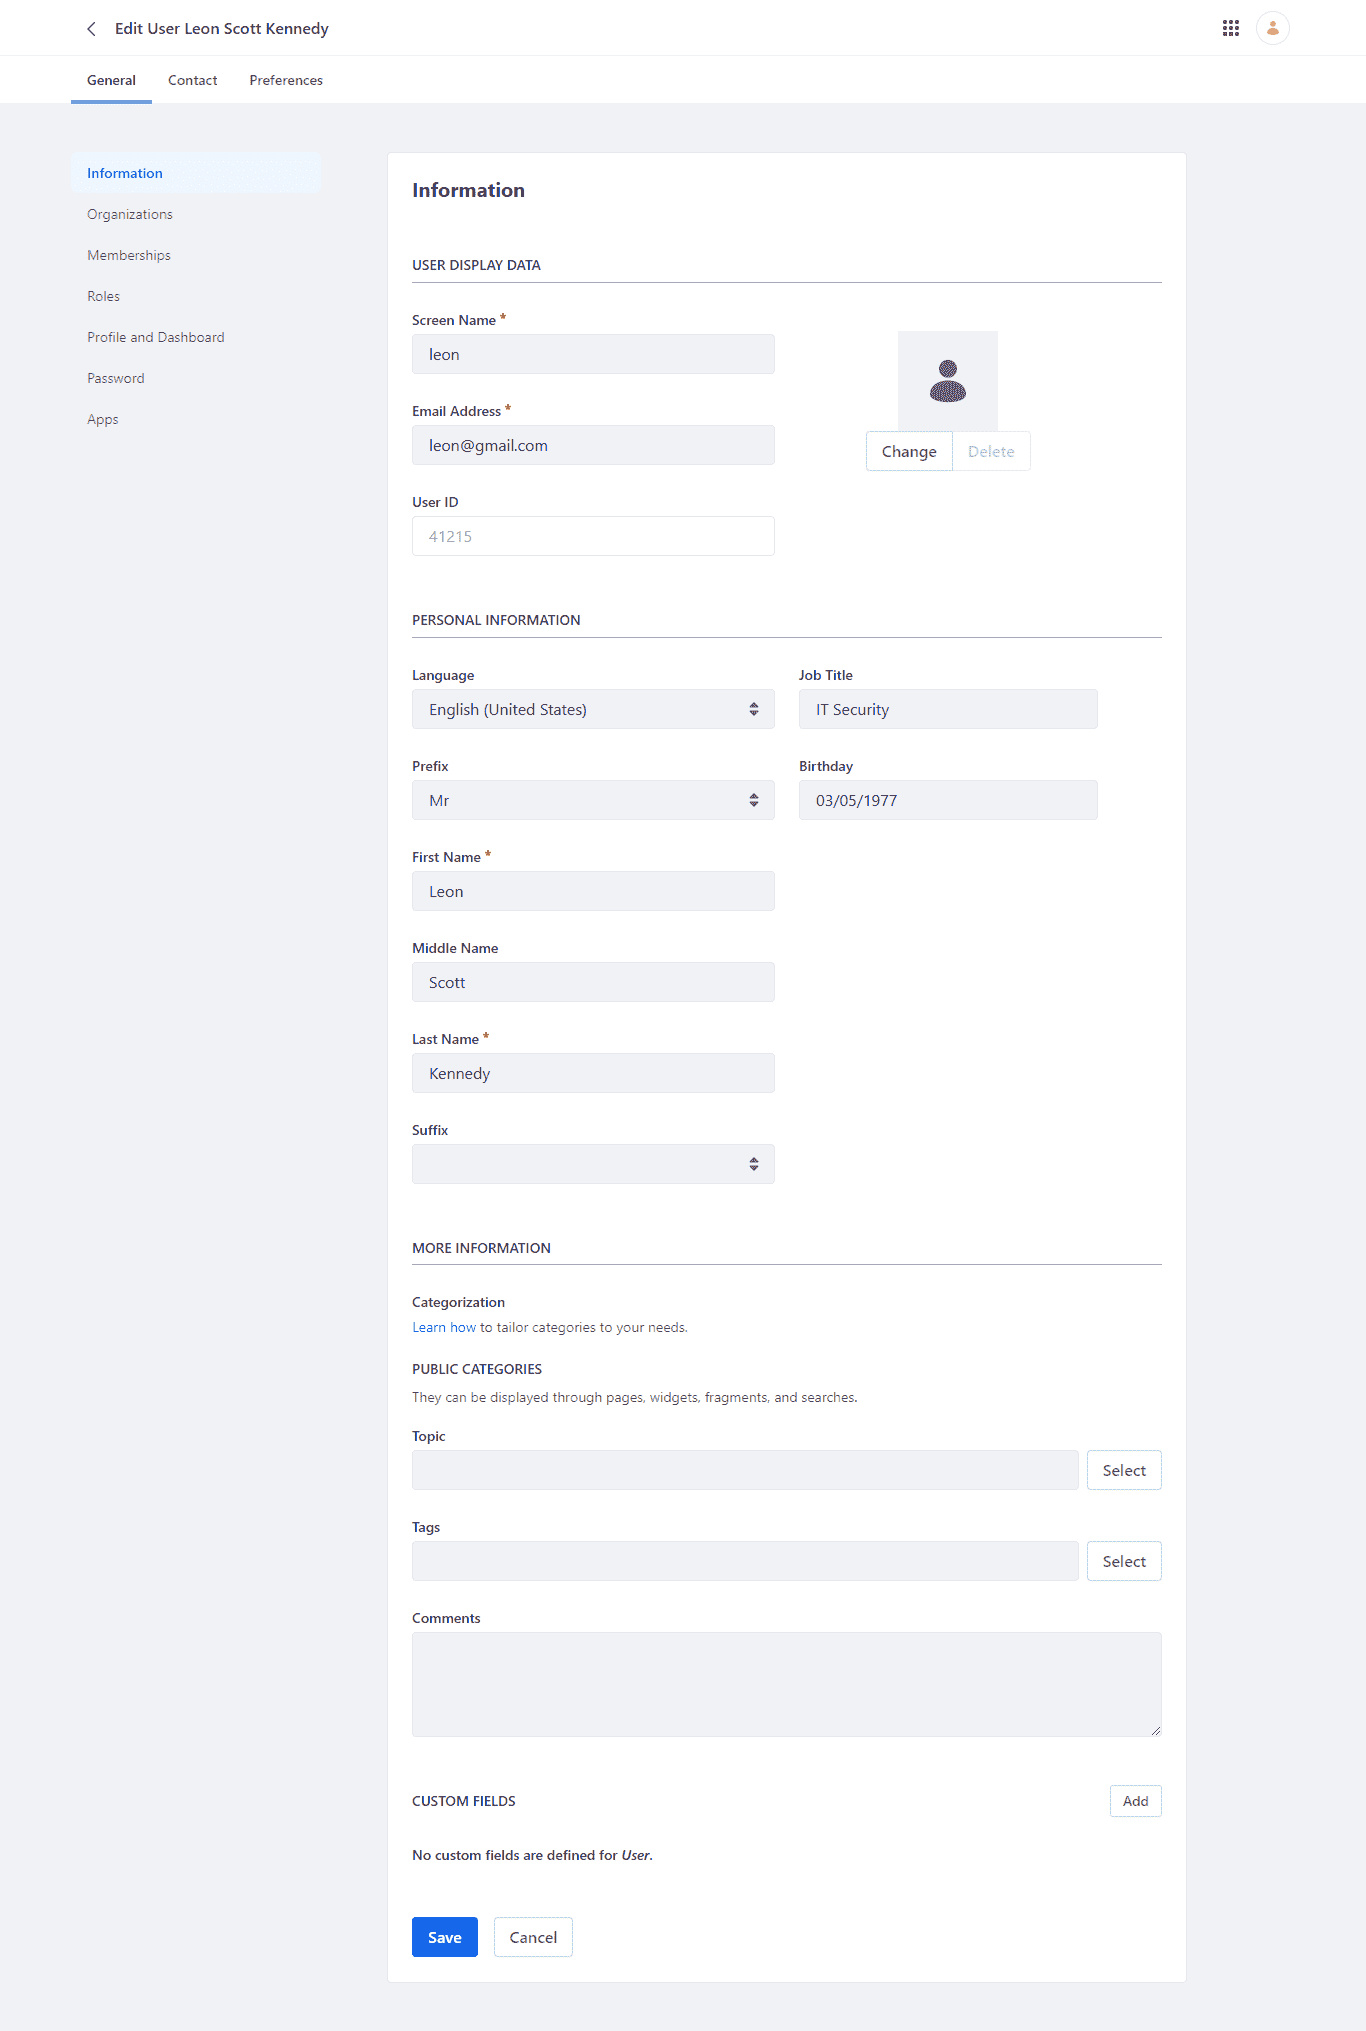 Edit User Leon Scott Kennedy
General
Contact
Preferences
Information
Organizations
Memberships
Roles
Profile and Dashboard
Password
Apps
Information
USER DISPLAY DATA
Screen Name *
leon
Email Address *
leon@gmail.com
User ID
41215
Change
Delete
PERSONAL INFORMATION
Language
English (United States)
Job Title
IT Security
Prefix
Mr
Birthday
03/05/1977
First Name *
Leon
Middle Name
Scott
Last Name *
Kennedy
Suffix
MORE INFORMATION
Categorization
Learn how to tailor categories to your needs.
PUBLIC CATEGORIES
They can be displayed through pages, widgets, fragments, and searches.
Topic
Select
Tags
Select
Comments
CUSTOM FIELDS
Add
No custom fields are defined for User.
Save
Cancel